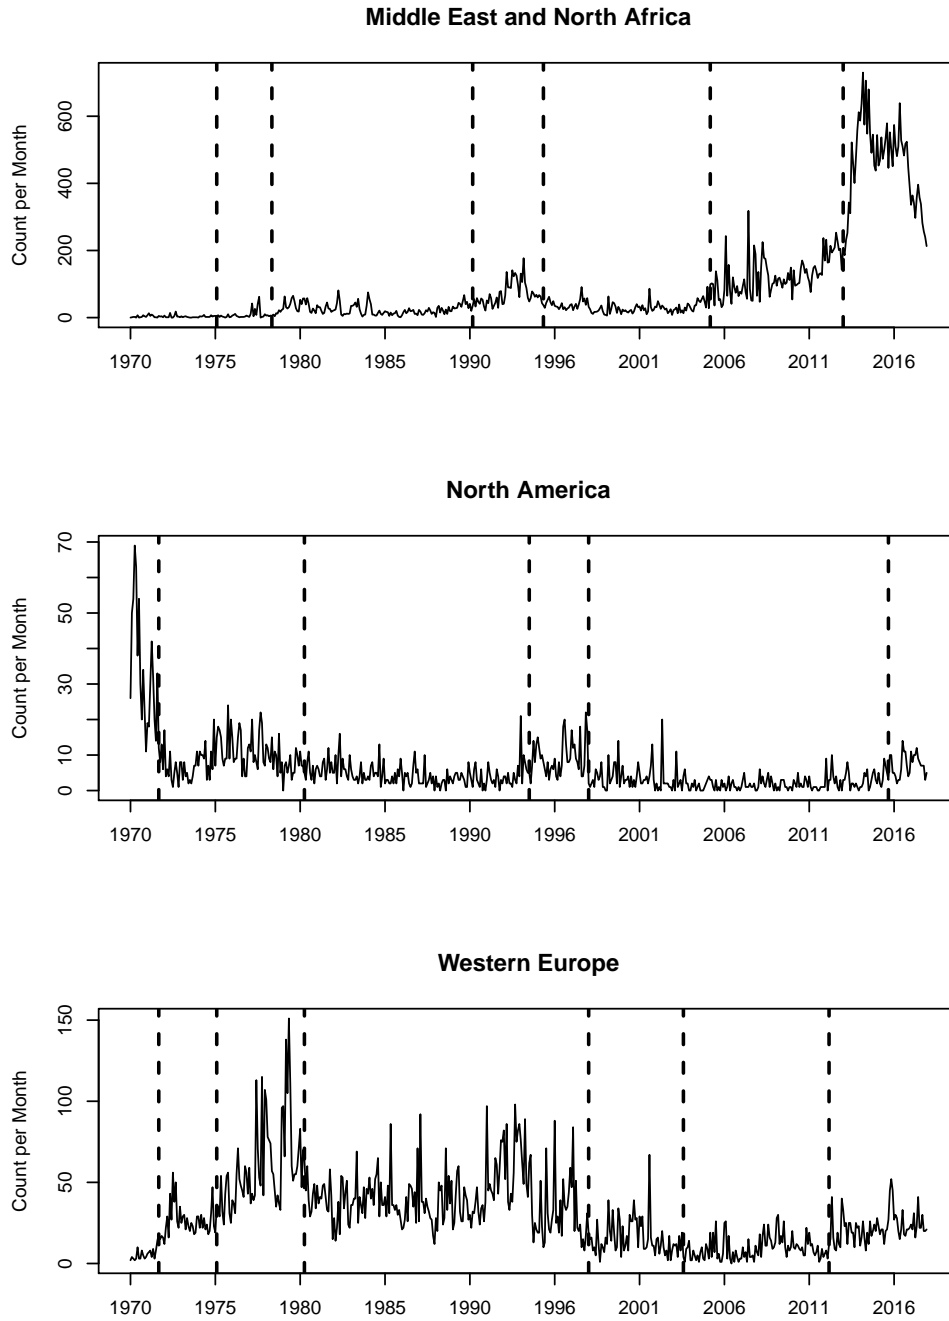 Middle East and North Africa
Count per Month
600
400
200
0
1970 1975 1980 1985 1990 1996 2001 2006 2011 2016
North America
Count per Month
70
50
30
10
0
1970 1975 1980 1985 1990 1996 2001 2006 2011 2016
Western Europe
Count per Month
150
100
50
0
1970 1975 1980 1985 1990 1996 2001 2006 2011 2016